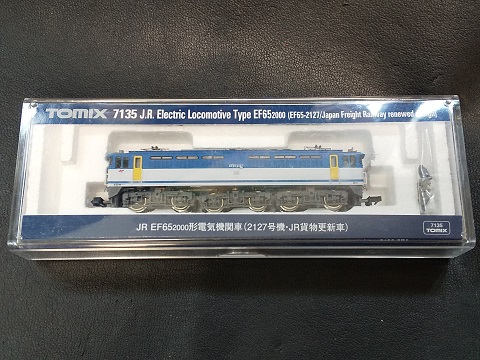 TOMIX 7135 J.R. Electric Locomotive Type EF652000 (EF65-2127/Japan Freight Railway renewed design)
JR EF652000形電気機関車(2127号機・JR貨物更新車)
7135
TOMIX